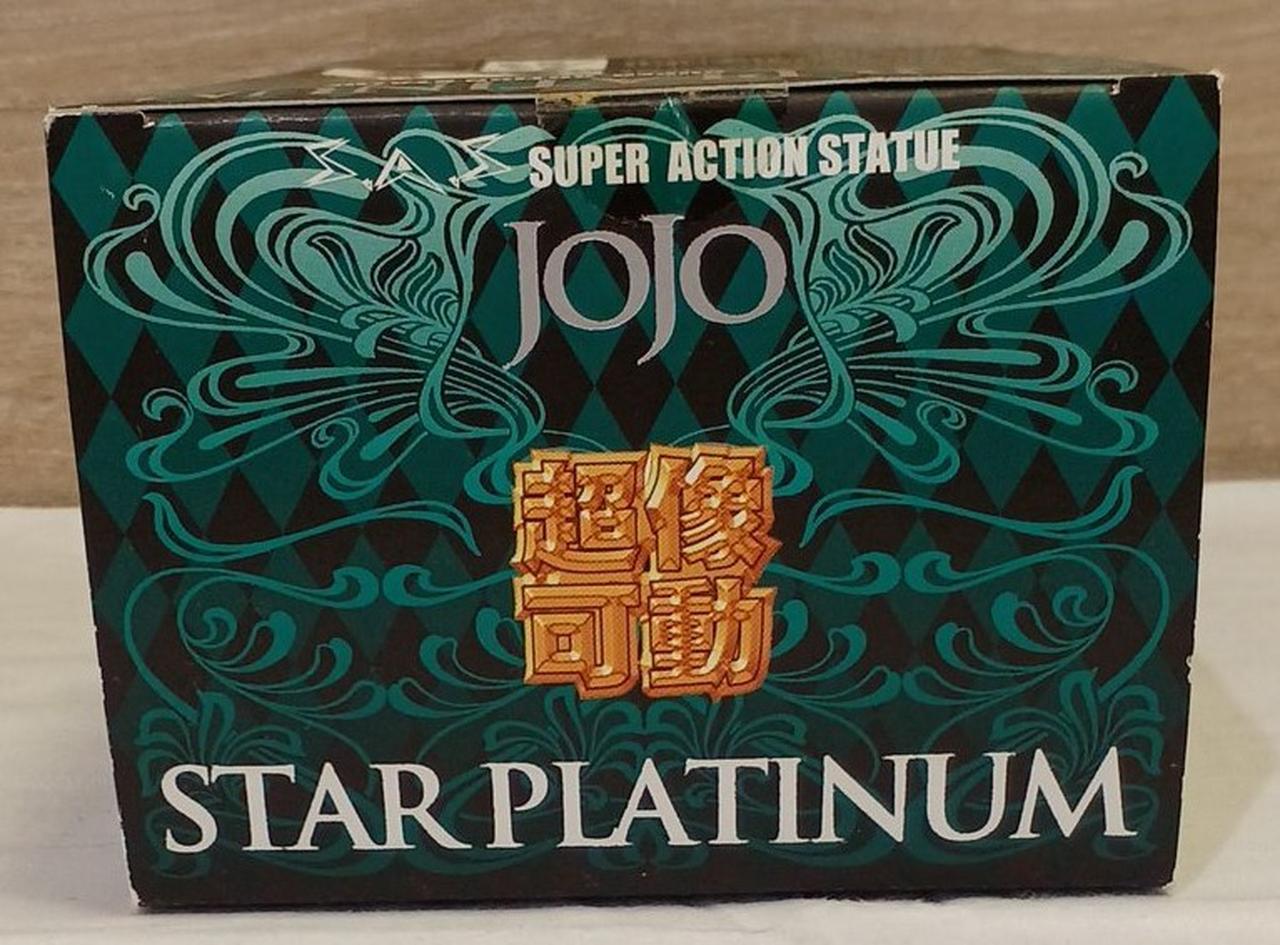 S.A.S SUPER ACTION STATUE
JOJO
超像
可動
STAR PLATINUM